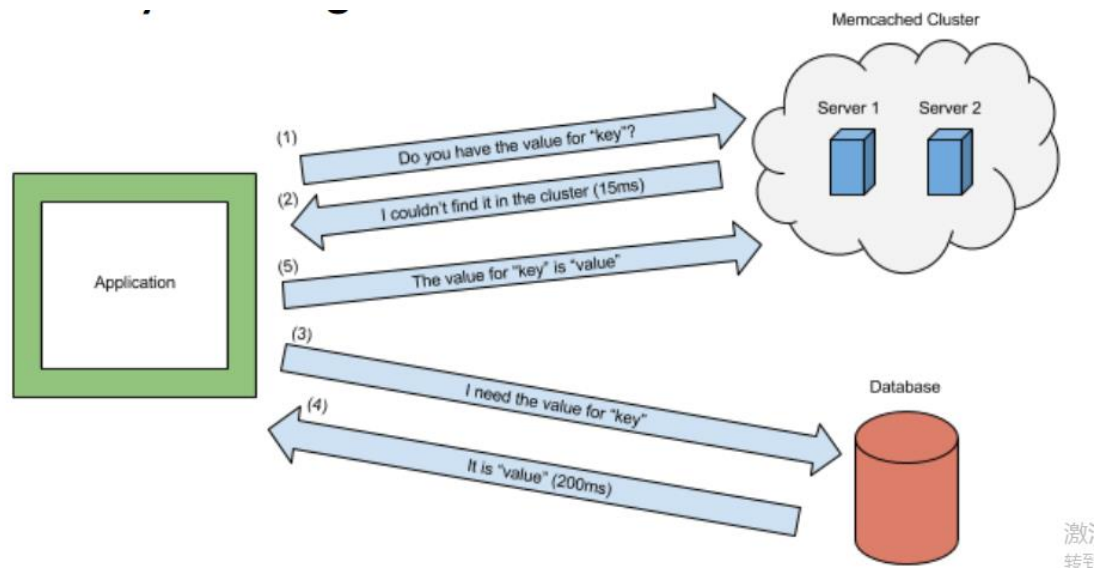 Memcached Cluster
Server 1 Server 2
(1)
Do you have the value for "key"?
(2)
I couldn't find it in the cluster (15ms)
(5)
The value for "key" is "value"
Application
(3)
I need the value for "key"
Database
(4)
It is "value" (200ms)